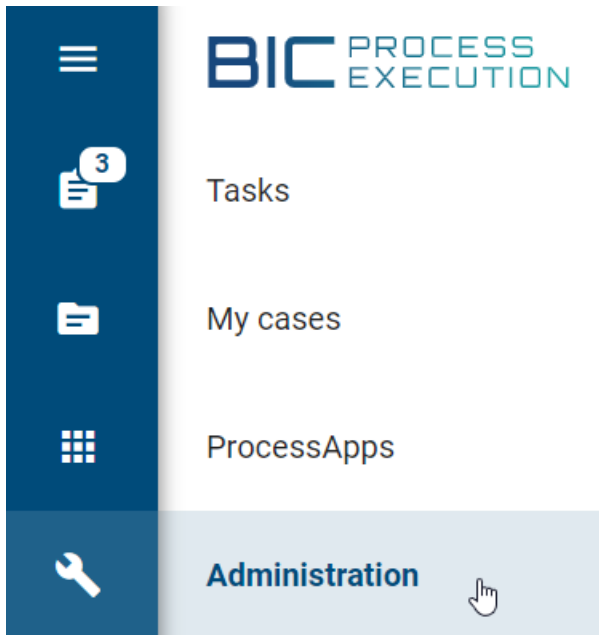 BIC PROCESS
EXECUTION
3
Tasks
My cases
ProcessApps
Administration